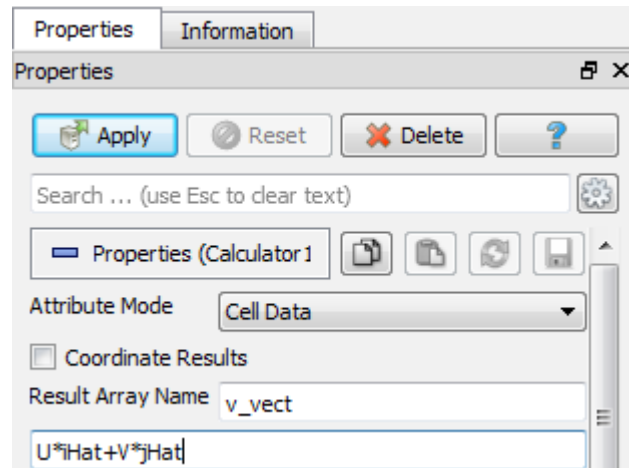 Properties Information
Properties
Apply Reset Delete ?
Search ... (use Esc to clear text)
Properties (Calculator1
Attribute Mode Cell Data
Coordinate Results
Result Array Name v_vect
U*iHat+V*jHat